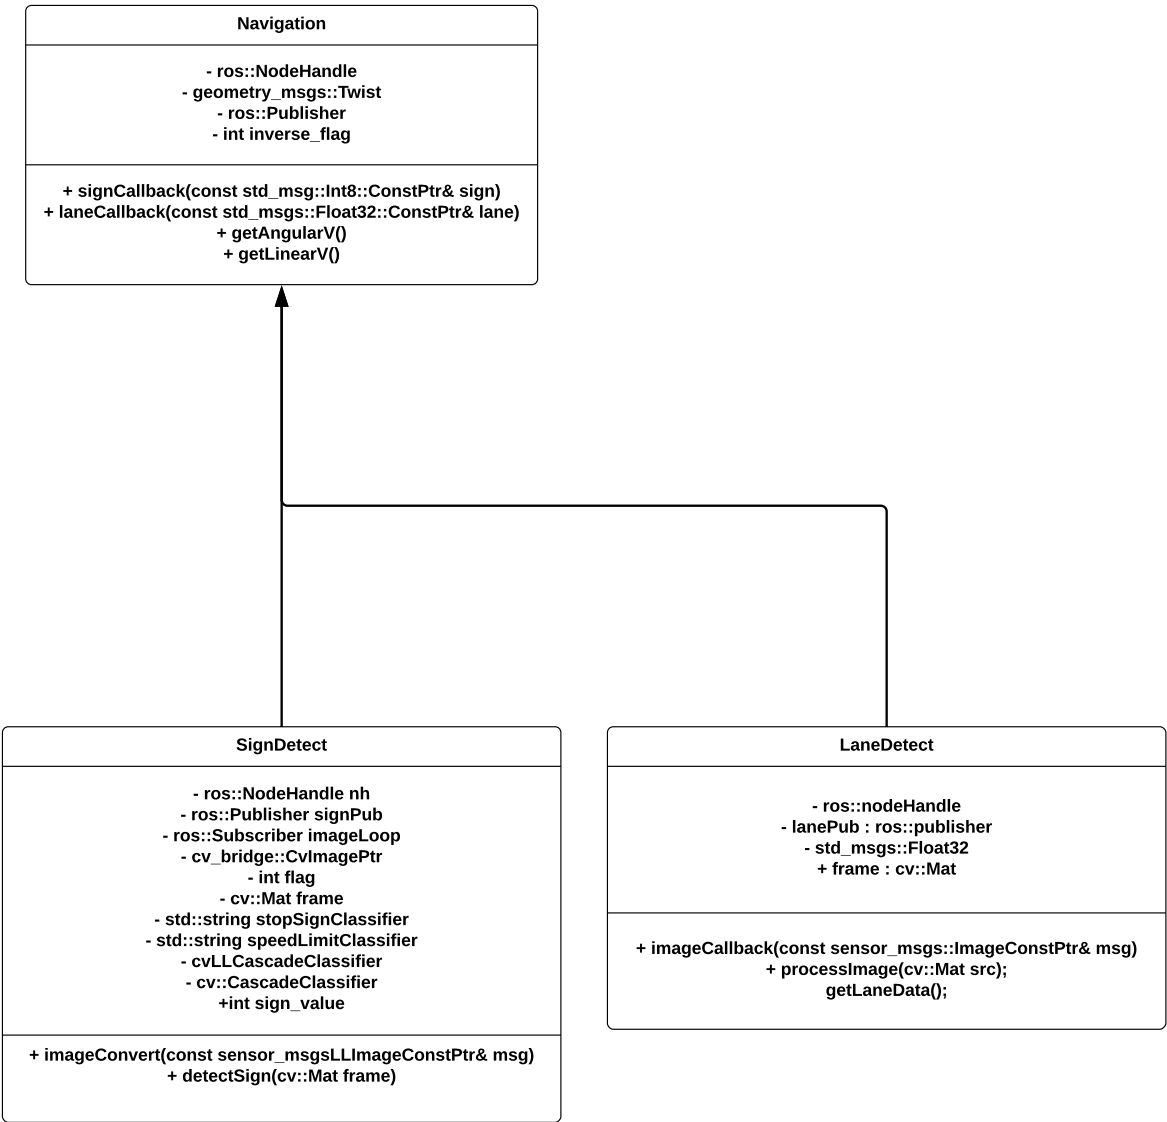 Navigation
- ros::NodeHandle
- geometry_msgs::Twist
- ros::Publisher
- int inverse_flag
+ signCallback(const std_msg::Int8::ConstPtr& sign)
+ laneCallback(const std_msgs::Float32::ConstPtr& lane)
+ getAngularV()
+ getLinearV()
SignDetect
- ros::NodeHandle nh
- ros::Publisher signPub
- ros::Subscriber imageLoop
- cv_bridge::CvImagePtr
- int flag
- cv::Mat frame
- std::string stopSignClassifier
- std::string speedLimitClassifier
- cvLLCascadeClassifier
- cv::CascadeClassifier
+int sign_value
+ imageConvert(const sensor_msgsLLImageConstPtr& msg)
+ detectSign(cv::Mat frame)
LaneDetect
- ros::nodeHandle
- lanePub : ros::publisher
- std_msgs::Float32
+ frame : cv::Mat
+ imageCallback(const sensor_msgs::ImageConstPtr& msg)
+ processImage(cv::Mat src);
getLaneData();